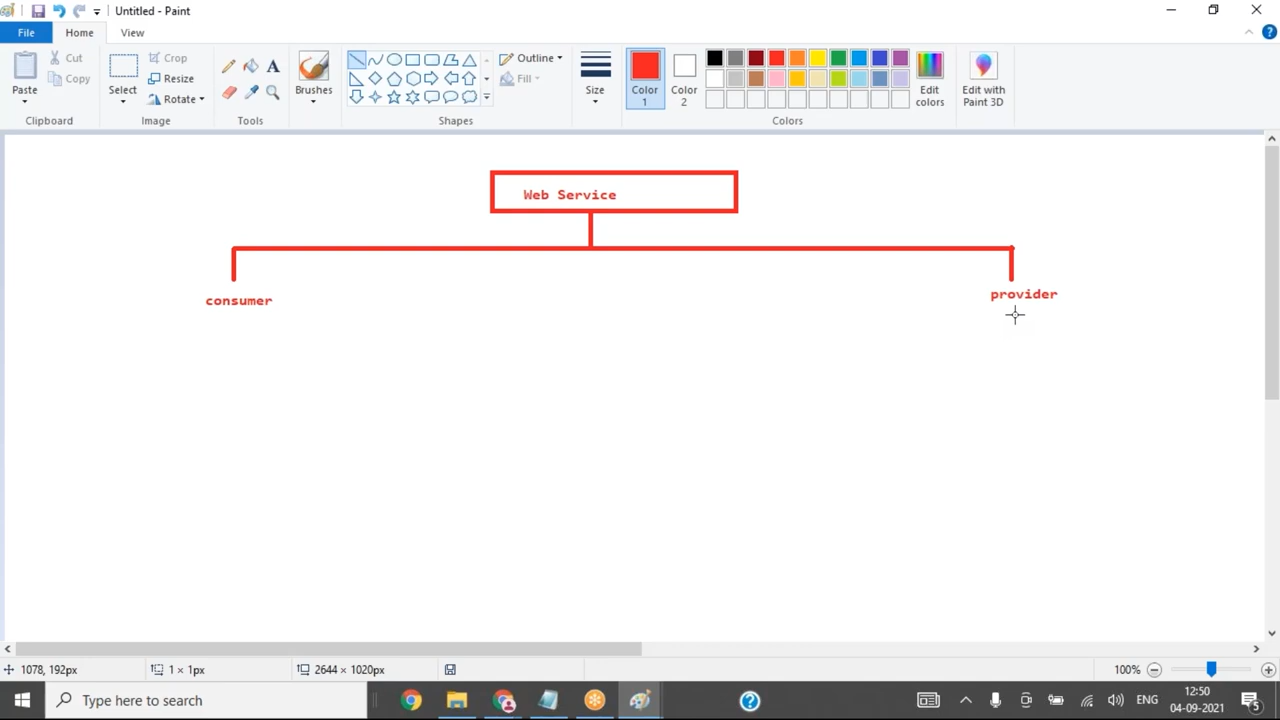 Untitled - Paint
File
Home
View
Paste
Cut
Copy
Clipboard
Select
Crop
Resize
Rotate
Image
A
Tools
Brushes
Shapes
Outline
Fill
Size
Color 1
Color 2
Edit colors
Colors
Edit with Paint 3D
Web Service
consumer
provider
1078, 192px
1 × 1px
2644 × 1020px
100%
Type here to search
ENG
12:50
04-09-2021
5